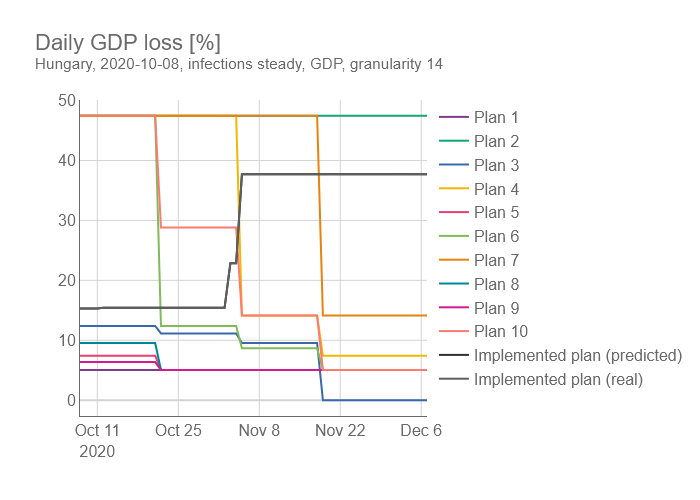 Daily GDP loss [%]
Hungary, 2020-10-08, infections steady, GDP, granularity 14
50
40
30
20
10
0
Oct 11
2020
Oct 25
Nov 8
Nov 22
Dec 6
Plan 1
Plan 2
Plan 3
Plan 4
Plan 5
Plan 6
Plan 7
Plan 8
Plan 9
Plan 10
Implemented plan (predicted)
Implemented plan (real)